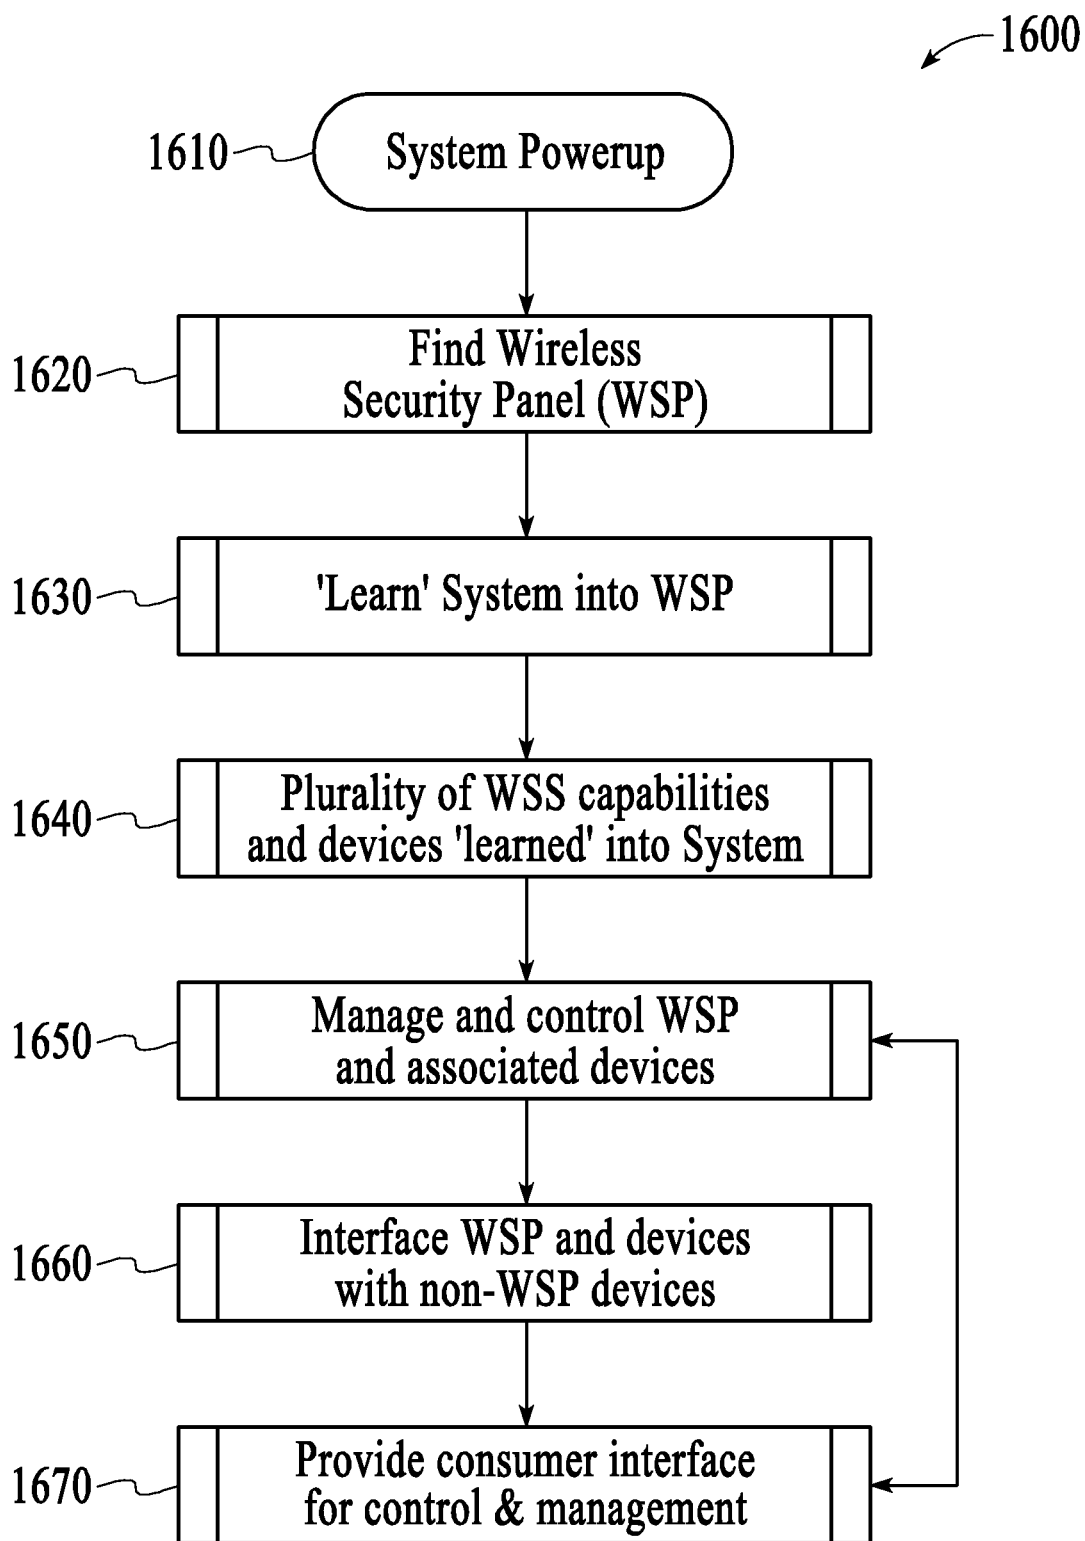 1600
1610
System Powerup
1620
Find Wireless
Security Panel (WSP)
1630
'Learn' System into WSP
1640
Plurality of WSS capabilities
and devices 'learned' into System
1650
Manage and control WSP
and associated devices
1660
Interface WSP and devices
with non-WSP devices
1670
Provide consumer interface
for control & management